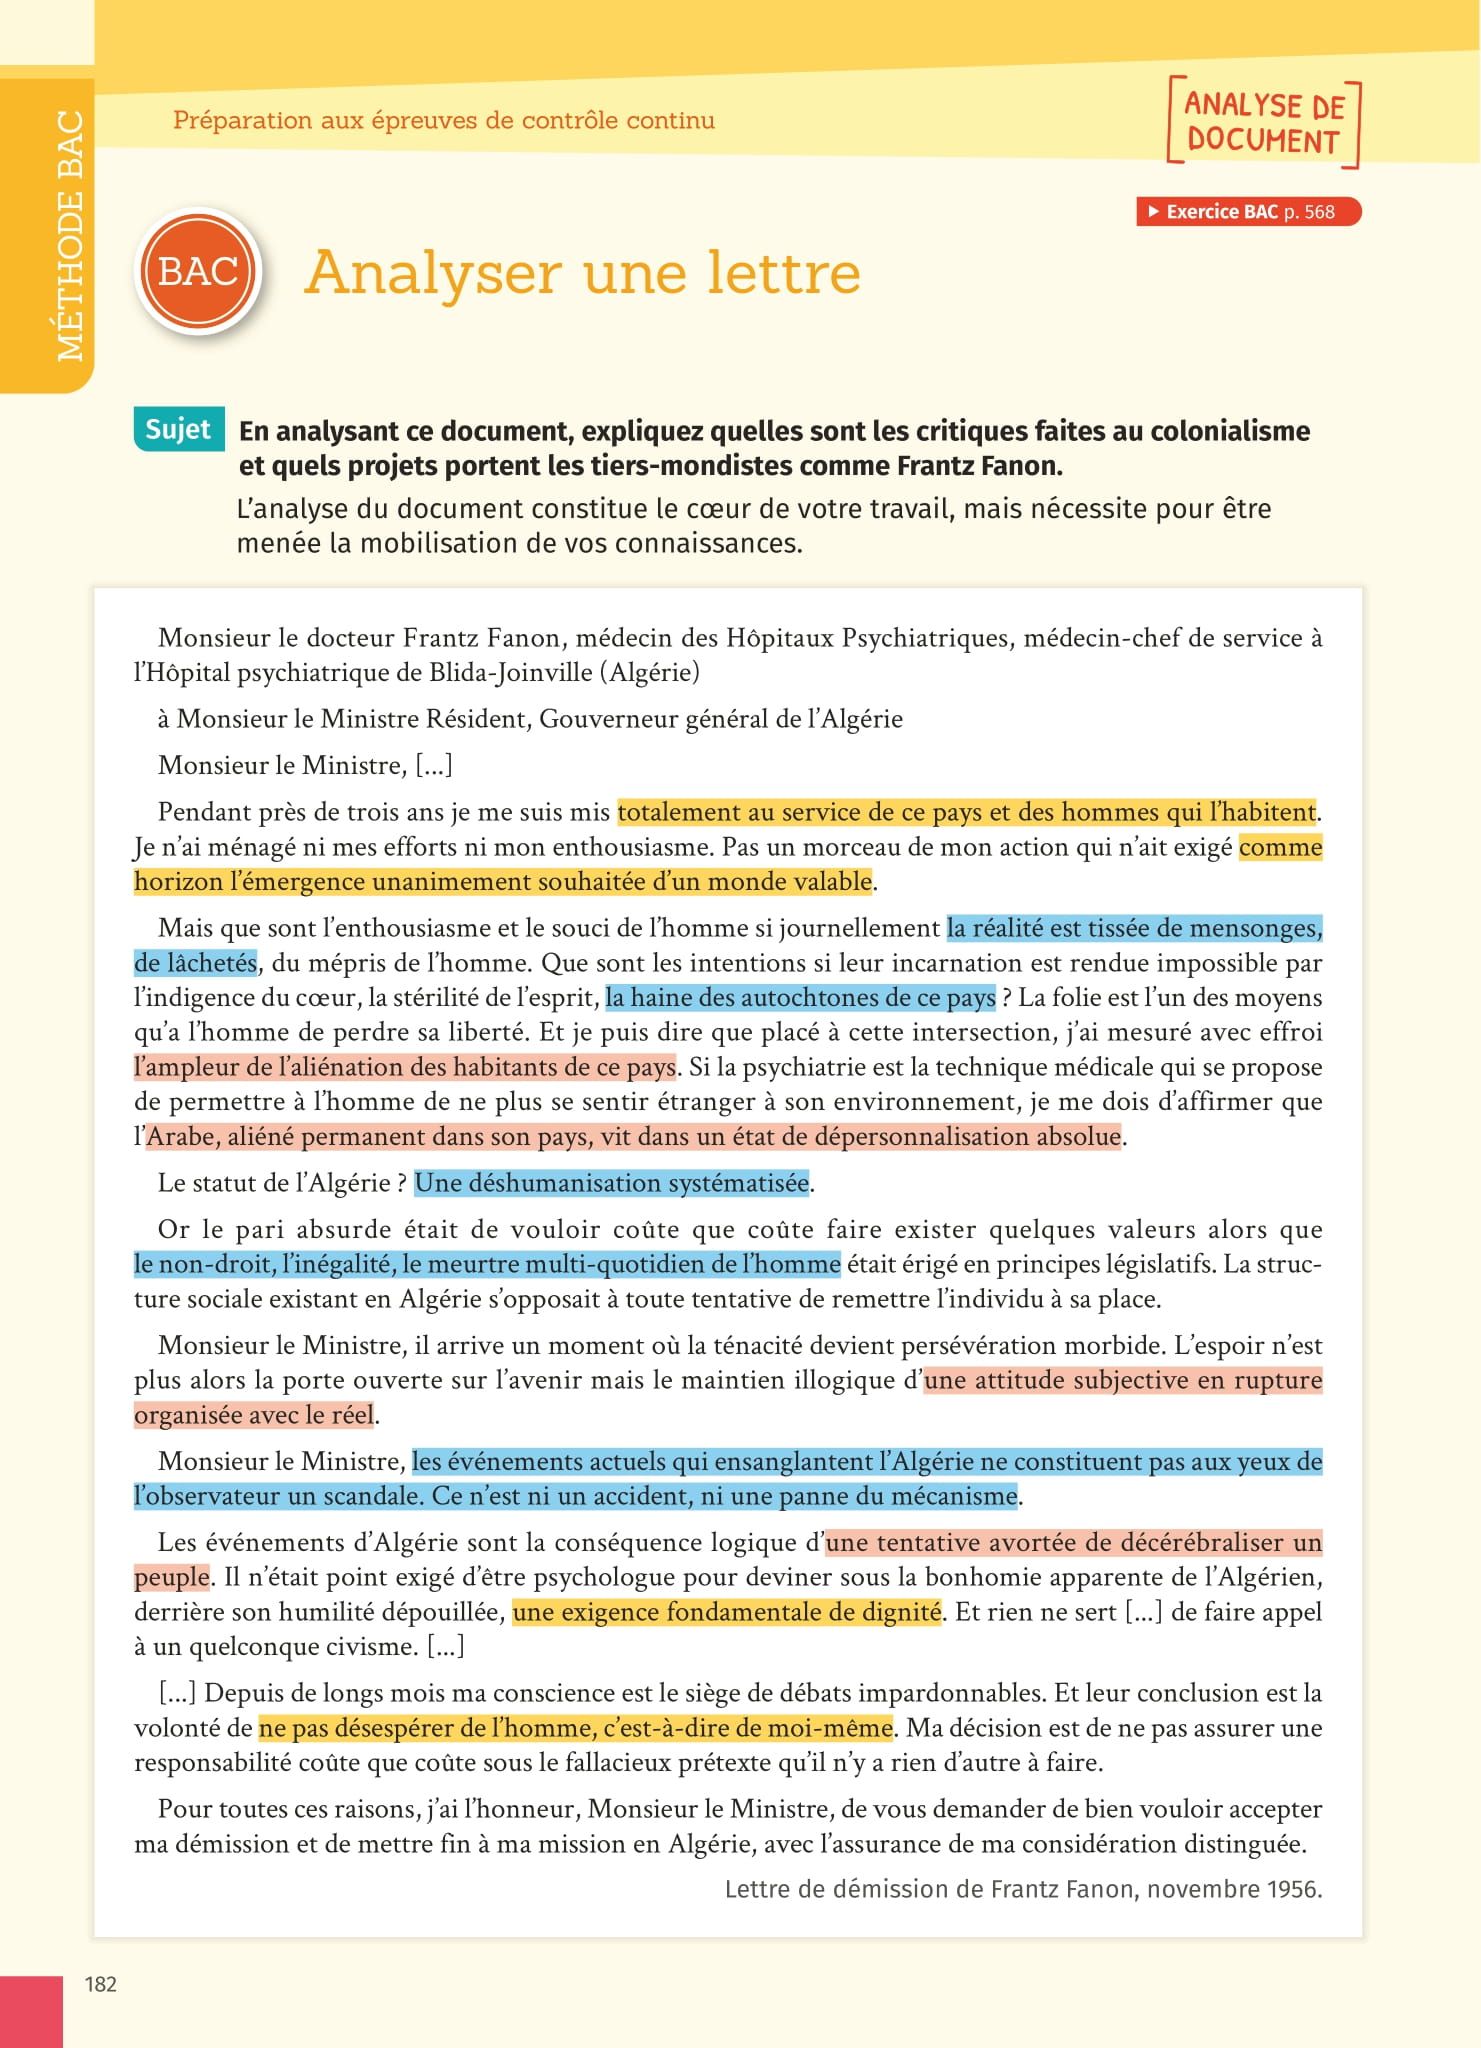 Préparation aux épreuves de contrôle continu
ANALYSE DE
DOCUMENT
MÉTHODE BAC
▶ Exercice BAC p. 568
BAC
Analyser une lettre
Sujet En analysant ce document, expliquez quelles sont les critiques faites au colonialisme
et quels projets portent les tiers-mondistes comme Frantz Fanon.
L'analyse du document constitue le cœur de votre travail, mais nécessite pour être
menée la mobilisation de vos connaissances.
Monsieur le docteur Frantz Fanon, médecin des Hôpitaux Psychiatriques, médecin-chef de service à
l'Hôpital psychiatrique de Blida-Joinville (Algérie)
à Monsieur le Ministre Résident, Gouverneur général de l'Algérie
Monsieur le Ministre, [...]
Pendant près de trois ans je me suis mis totalement au service de ce pays et des hommes qui l'habitent.
Je n'ai ménagé ni mes efforts ni mon enthousiasme. Pas un morceau de mon action qui n'ait exigé comme
horizon l'émergence unanimement souhaitée d'un monde valable.
Mais que sont l'enthousiasme et le souci de l'homme si journellement la réalité est tissée de mensonges,
de lâchetés, du mépris de l'homme. Que sont les intentions si leur incarnation est rendue impossible par
l'indigence du cœur, la stérilité de l'esprit, la haine des autochtones de ce pays ? La folie est l'un des moyens
qu'a l'homme de perdre sa liberté. Et je puis dire que placé à cette intersection, j'ai mesuré avec effroi
l'ampleur de l'aliénation des habitants de ce pays. Si la psychiatrie est la technique médicale qui se propose
de permettre à l'homme de ne plus se sentir étranger à son environnement, je me dois d'affirmer que
l'Arabe, aliéné permanent dans son pays, vit dans un état de dépersonnalisation absolue.
Le statut de l'Algérie ? Une déshumanisation systématisée.
Or le pari absurde était de vouloir coûte que coûte faire exister quelques valeurs alors que
le non-droit, l'inégalité, le meurtre multi-quotidien de l'homme était érigé en principes législatifs. La struc-
ture sociale existant en Algérie s'opposait à toute tentative de remettre l'individu à sa place.
Monsieur le Ministre, il arrive un moment où la ténacité devient persévération morbide. L'espoir n'est
plus alors la porte ouverte sur l'avenir mais le maintien illogique d'une attitude subjective en rupture
organisée avec le réel.
Monsieur le Ministre, les événements actuels qui ensanglantent l'Algérie ne constituent pas aux yeux de
l'observateur un scandale. Ce n'est ni un accident, ni une panne du mécanisme.
Les événements d'Algérie sont la conséquence logique d'une tentative avortée de décérébraliser un
peuple. Il n'était point exigé d'être psychologue pour deviner sous la bonhomie apparente de l'Algérien,
derrière son humilité dépouillée, une exigence fondamentale de dignité. Et rien ne sert [...] de faire appel
à un quelconque civisme. [...]
[...] Depuis de longs mois ma conscience est le siège de débats impardonnables. Et leur conclusion est la
volonté de ne pas désespérer de l'homme, c'est-à-dire de moi-même. Ma décision est de ne pas assurer une
responsabilité coûte que coûte sous le fallacieux prétexte qu'il n'y a rien d'autre à faire.
Pour toutes ces raisons, j'ai l'honneur, Monsieur le Ministre, de vous demander de bien vouloir accepter
ma démission et de mettre fin à ma mission en Algérie, avec l'assurance de ma considération distinguée.
Lettre de démission de Frantz Fanon, novembre 1956.
182